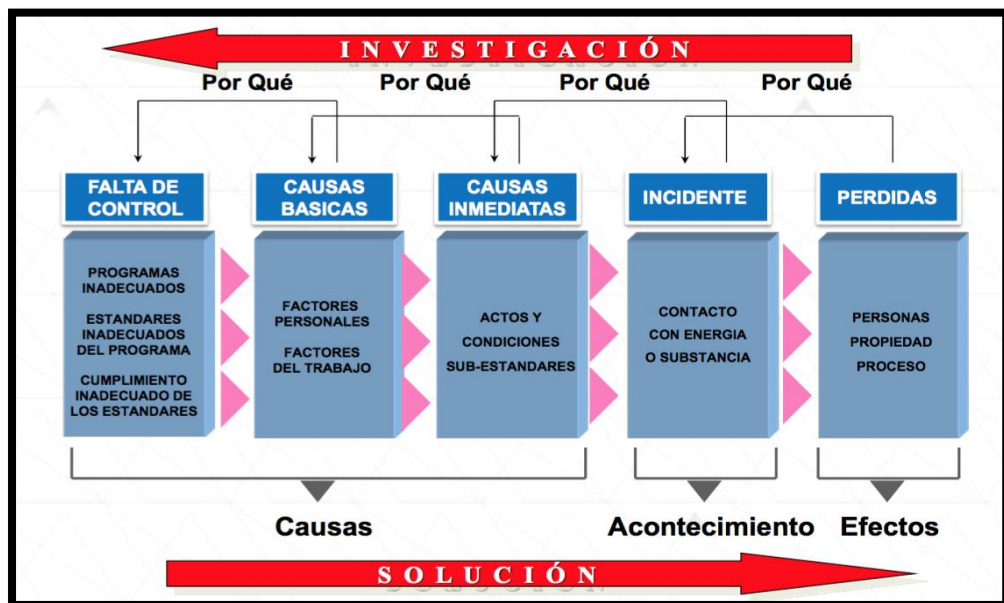 INVESTIGACIÓN
Por Qué Por Qué Por Qué Por Qué
FALTA DE
CONTROL
CAUSAS
BASICAS
CAUSAS
INMEDIATAS
INCIDENTE
PERDIDAS
PROGRAMAS
INADECUADOS
ESTANDARES
INADECUADOS
DEL PROGRAMA
CUMPLIMIENTO
INADECUADO DE
LOS ESTANDARES
FACTORES
PERSONALES
FACTORES
DEL TRABAJO
ACTOS Y
CONDICIONES
SUB-ESTANDARES
CONTACTO
CON ENERGIA
O SUBSTANCIA
PERSONAS
PROPIEDAD
PROCESO
Causas
Acontecimiento
Efectos
SOLUCIÓN